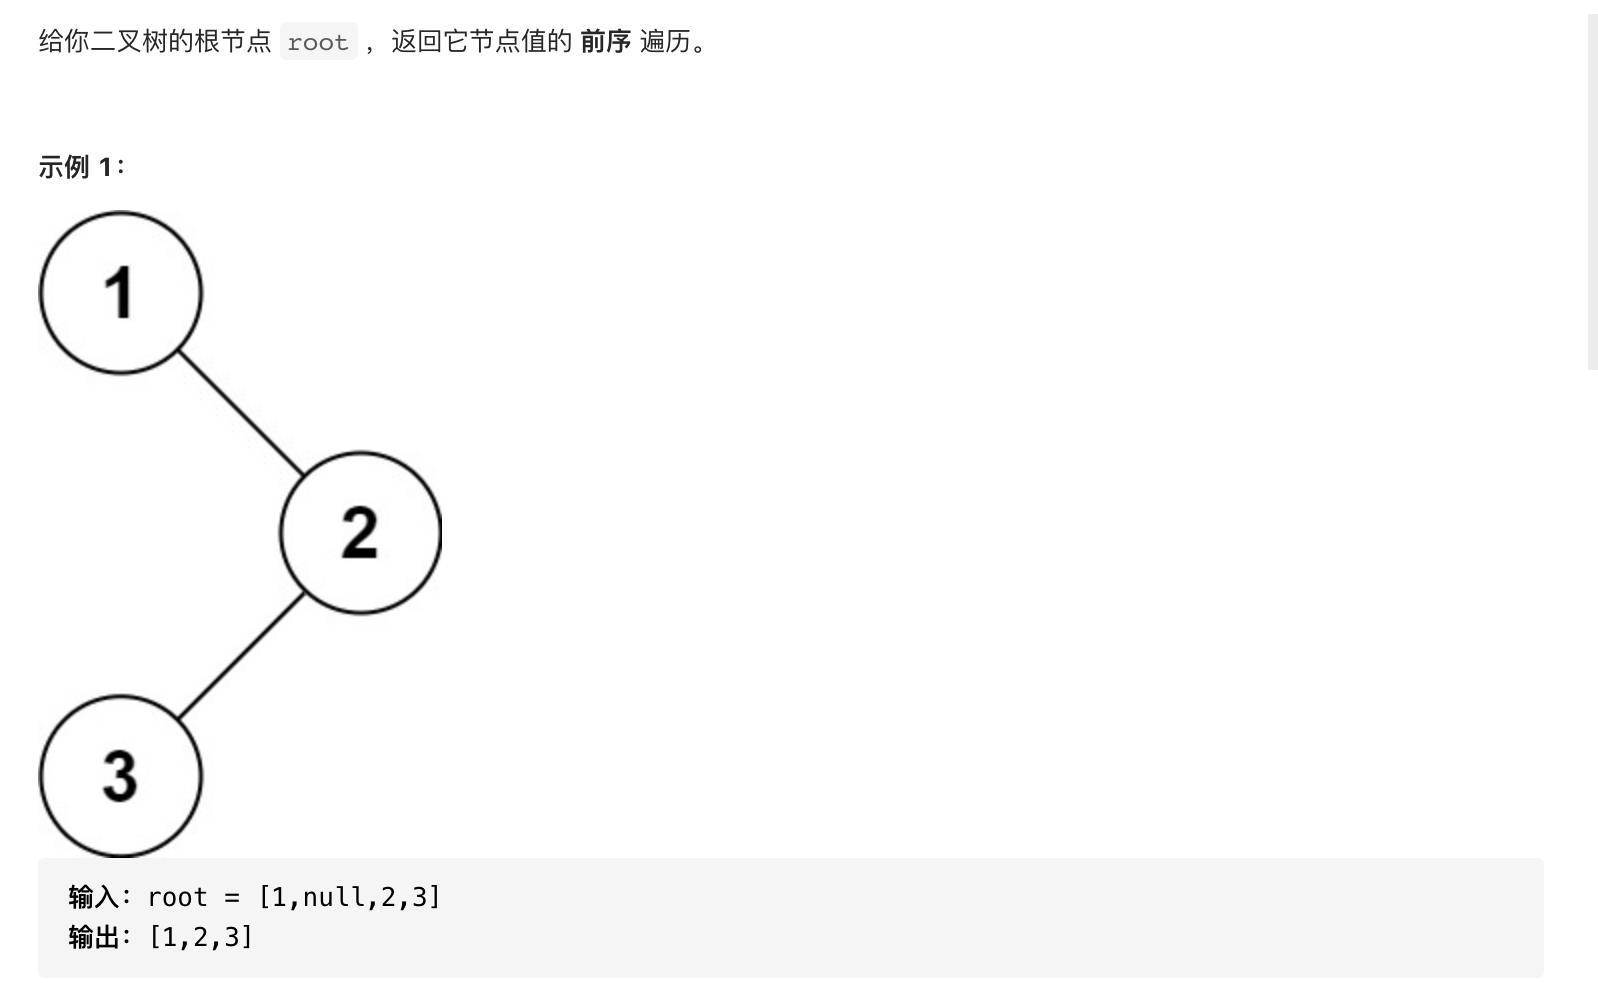 给你二叉树的根节点 root ，返回它节点值的 前序 遍历。
示例 1：
1
2
3
输入：root = [1,null,2,3]
输出：[1,2,3]